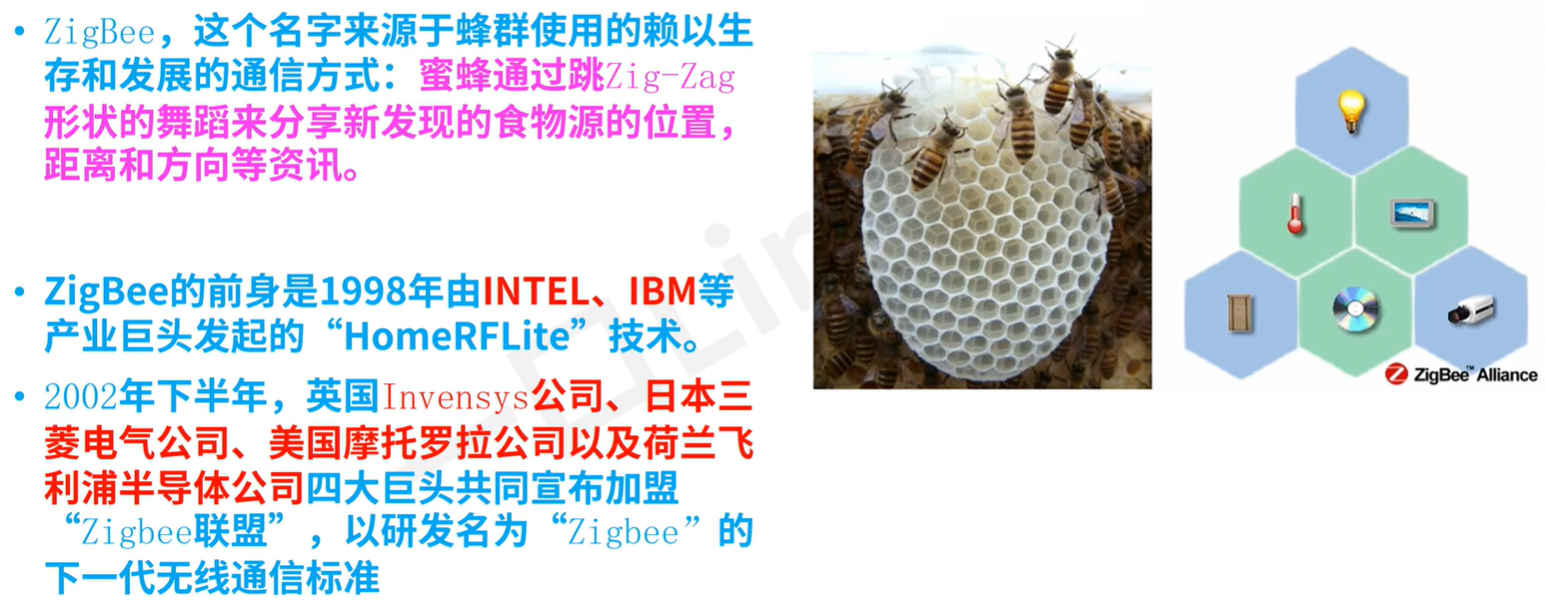 • ZigBee，这个名字来源于蜂群使用的赖以生
存和发展的通信方式：蜜蜂通过跳Zig-Zag
形状的舞蹈来分享新发现的食物源的位置，
距离和方向等资讯。
• ZigBee的前身是1998年由INTEL、IBM等
产业巨头发起的“HomeRFLite”技术。
• 2002年下半年，英国Invensys公司、日本三
菱电气公司、美国摩托罗拉公司以及荷兰飞
利浦半导体公司四大巨头共同宣布加盟
“Zigbee联盟”，以研发名为“Zigbee”的
下一代无线通信标准
ZigBee™ Alliance